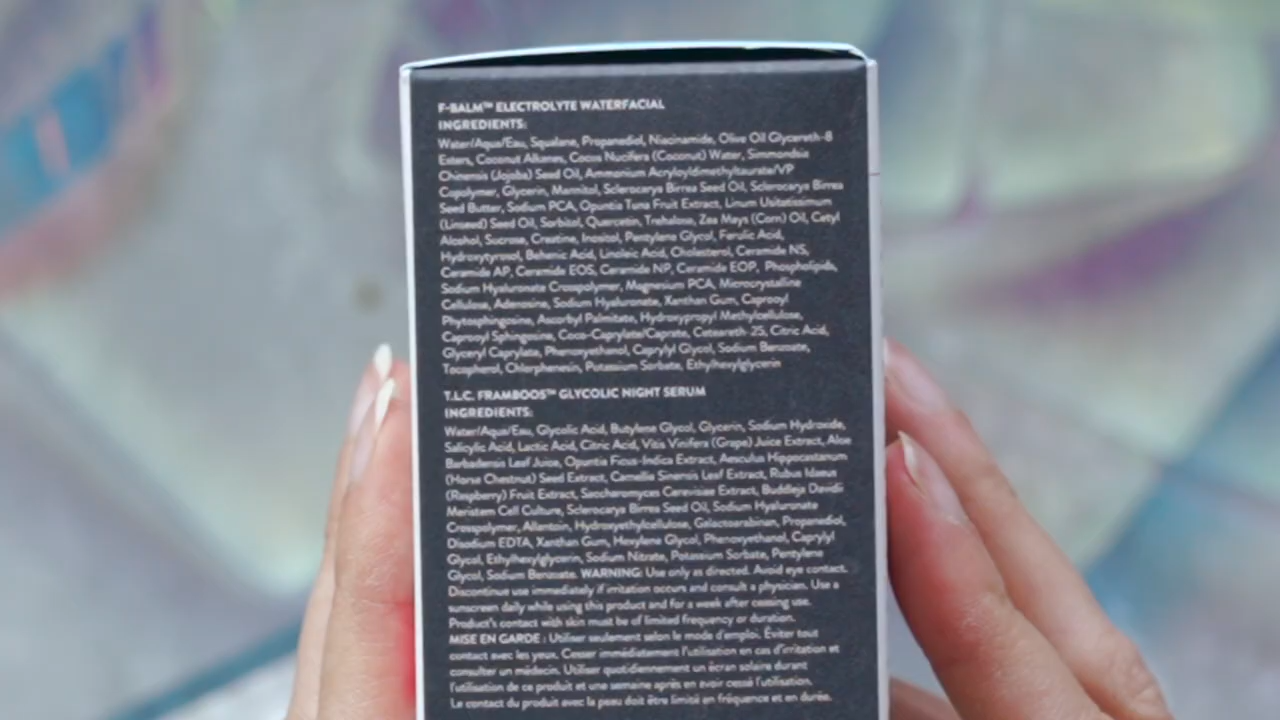 F-BALM™ ELECTROLYTE WATERFACIAL
INGREDIENTS:
Water/Aqua/Eau, Squalane, Propanediol, Niacinamide, Olive Oil Glycereth-8
Esters, Coconut Alkanes, Cocos Nucifera (Coconut) Water, Simmondsia
Chinensis (Jojoba) Seed Oil, Ammonium Acryloyldimethyltaurate/VP
Copolymer, Glycerin, Mannitol, Sclerocarya Birrea Seed Oil, Sclerocarya Birrea
Seed Butter, Sodium PCA, Opuntia Tuna Fruit Extract, Linum Usitatissimum
(Linseed) Seed Oil, Sorbitol, Quercetin, Trehalose, Zea Mays (Corn) Oil, Cetyl
Alcohol, Sucrose, Creatine, Inositol, Pentylene Glycol, Ferulic Acid,
Hydroxytyrosol, Behenic Acid, Linoleic Acid, Cholesterol, Ceramide NS,
Ceramide AP, Ceramide EOS, Ceramide NP, Ceramide EOP, Phospholipids,
Sodium Hyaluronate Crosspolymer, Magnesium PCA, Microcrystalline
Cellulose, Adenosine, Sodium Hyaluronate, Xanthan Gum, Caprooyl
Phytosphingosine, Ascorbyl Palmitate, Hydroxypropyl Methylcellulose,
Caprooyl Sphingosine, Coco-Caprylate/Caprate, Ceteareth-25, Citric Acid,
Glyceryl Caprylate, Phenoxyethanol, Caprylyl Glycol, Sodium Benzoate,
Tocopherol, Chlorphenesin, Potassium Sorbate, Ethylhexylglycerin
T.L.C. FRAMBOOS™ GLYCOLIC NIGHT SERUM
INGREDIENTS:
Water/Aqua/Eau, Glycolic Acid, Butylene Glycol, Glycerin, Sodium Hydroxide,
Salicylic Acid, Lactic Acid, Citric Acid, Vitis Vinifera (Grape) Juice Extract, Aloe
Barbadensis Leaf Juice, Opuntia Ficus-Indica Extract, Aesculus Hippocastanum
(Horse Chestnut) Seed Extract, Camellia Sinensis Leaf Extract, Rubus Idaeus
(Raspberry) Fruit Extract, Saccharomyces Cerevisiae Extract, Buddleja Davidii
Meristem Cell Culture, Sclerocarya Birrea Seed Oil, Sodium Hyaluronate
Crosspolymer, Allantoin, Hydroxyethylcellulose, Galactoarabinan, Propanediol,
Disodium EDTA, Xanthan Gum, Hexylene Glycol, Phenoxyethanol, Caprylyl
Glycol, Ethylhexylglycerin, Sodium Nitrate, Potassium Sorbate, Pentylene
Glycol, Sodium Benzoate. WARNING: Use only as directed. Avoid eye contact.
Discontinue use immediately if irritation occurs and consult a physician. Use a
sunscreen daily while using this product and for a week after ceasing use.
Product's contact with skin must be of limited frequency or duration.
MISE EN GARDE : Utiliser seulement selon le mode d'emploi. Éviter tout
contact avec les yeux. Cesser immédiatement l'utilisation en cas d'irritation et
consulter un médecin. Utiliser quotidiennement un écran solaire durant
l'utilisation de ce produit et une semaine après en avoir cessé l'utilisation.
Le contact du produit avec la peau doit être limité en fréquence et en durée.